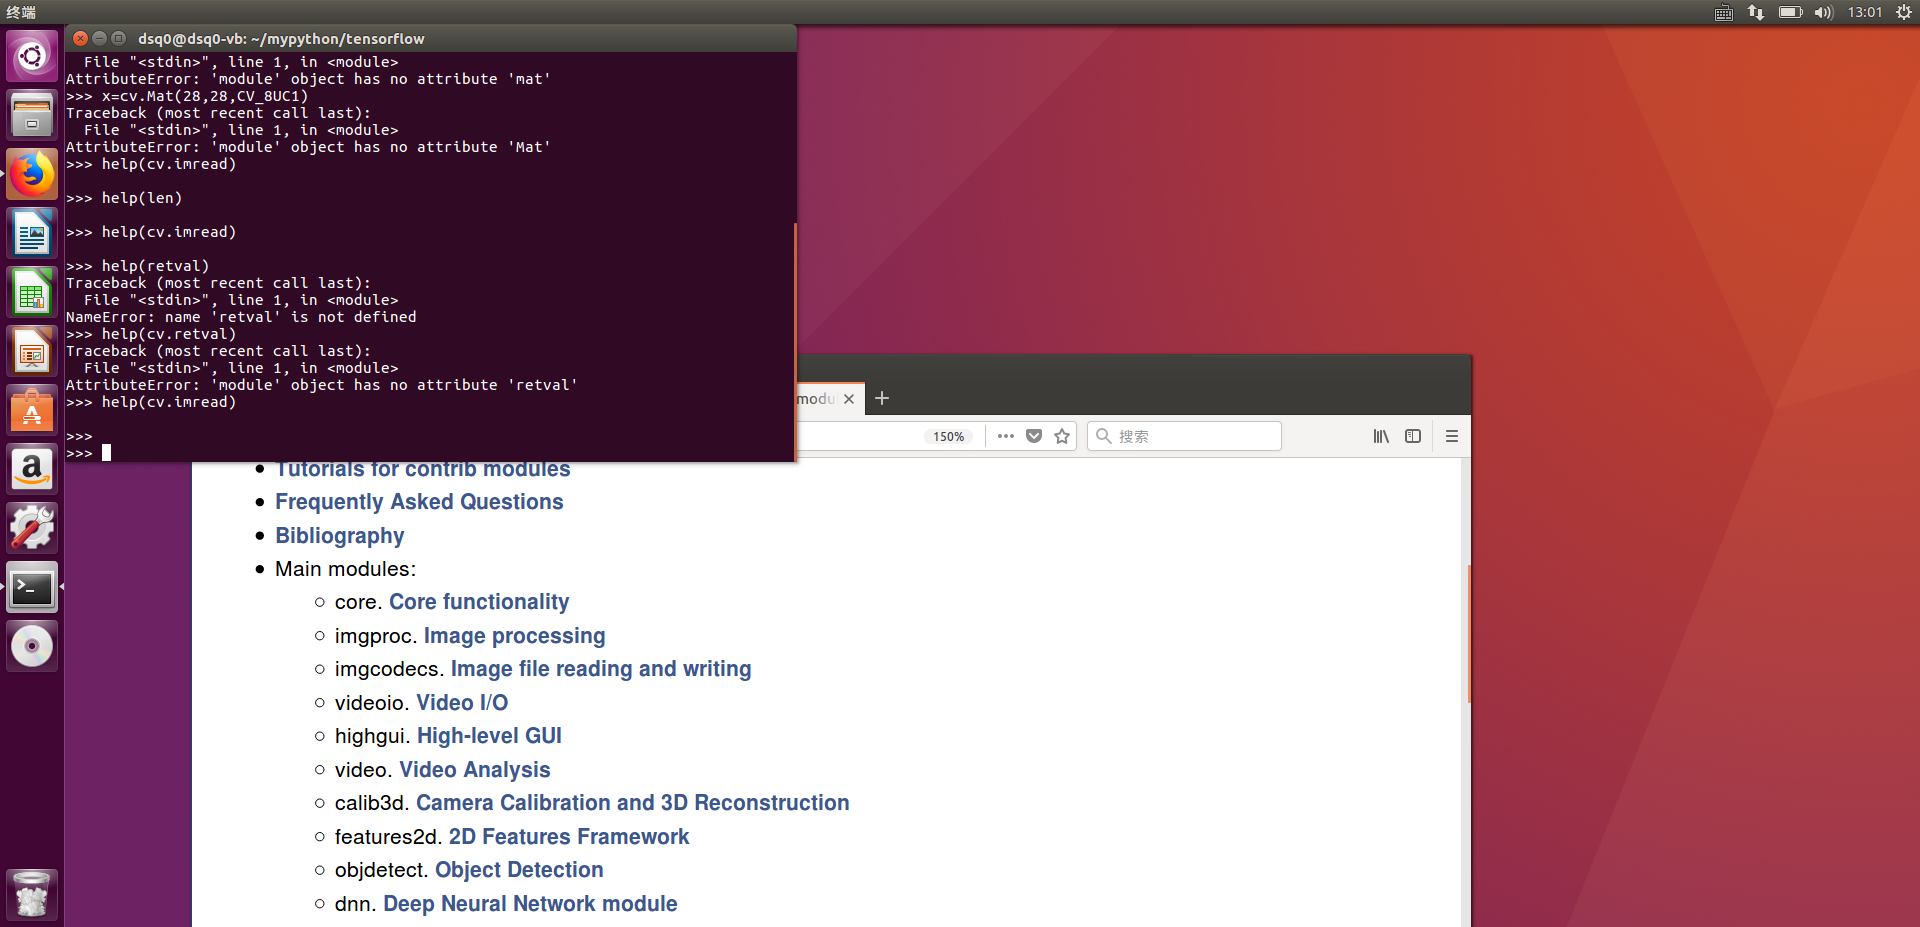 终端
13:01
dsq0@dsq0-vb: ~/mypython/tensorflow
File "<stdin>", line 1, in <module>
AttributeError: 'module' object has no attribute 'mat'
>>> x=cv.Mat(28,28,CV_8UC1)
Traceback (most recent call last):
File "<stdin>", line 1, in <module>
AttributeError: 'module' object has no attribute 'Mat'
>>> help(cv.imread)
>>> help(len)
>>> help(cv.imread)
>>> help(retval)
Traceback (most recent call last):
File "<stdin>", line 1, in <module>
NameError: name 'retval' is not defined
>>> help(cv.retval)
Traceback (most recent call last):
File "<stdin>", line 1, in <module>
AttributeError: 'module' object has no attribute 'retval'
>>> help(cv.imread)
>>>
>>>
modu
150%
搜索
Tutorials for contrib modules
Frequently Asked Questions
Bibliography
Main modules:
core. Core functionality
imgproc. Image processing
imgcodecs. Image file reading and writing
videoio. Video I/O
highgui. High-level GUI
video. Video Analysis
calib3d. Camera Calibration and 3D Reconstruction
features2d. 2D Features Framework
objdetect. Object Detection
dnn. Deep Neural Network module